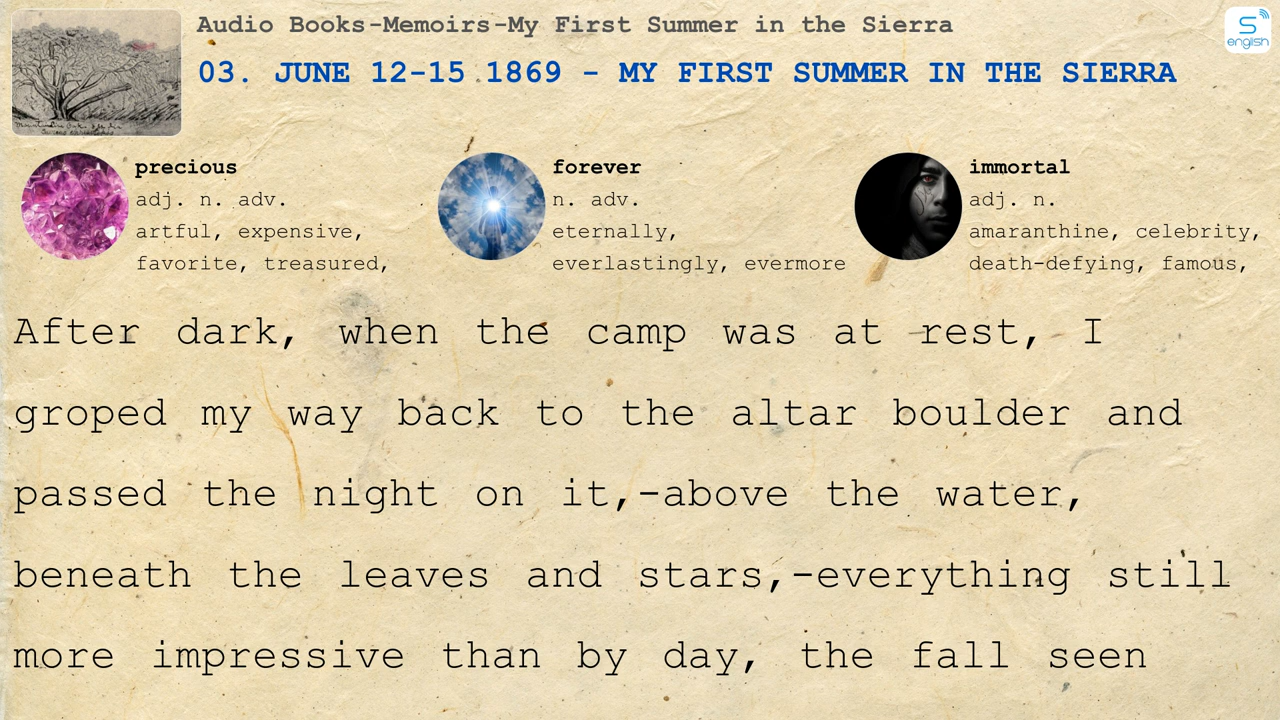 Audio Books-Memoirs-My First Summer in the Sierra
03. JUNE 12-15 1869 - MY FIRST SUMMER IN THE SIERRA
S
english
precious
adj. n. adv.
artful, expensive,
favorite, treasured,
forever
n. adv.
eternally,
everlastingly, evermore
immortal
adj. n.
amaranthine, celebrity,
death-defying, famous,
After dark, when the camp was at rest, I
groped my way back to the altar boulder and
passed the night on it,-above the water,
beneath the leaves and stars,-everything still
more impressive than by day, the fall seen